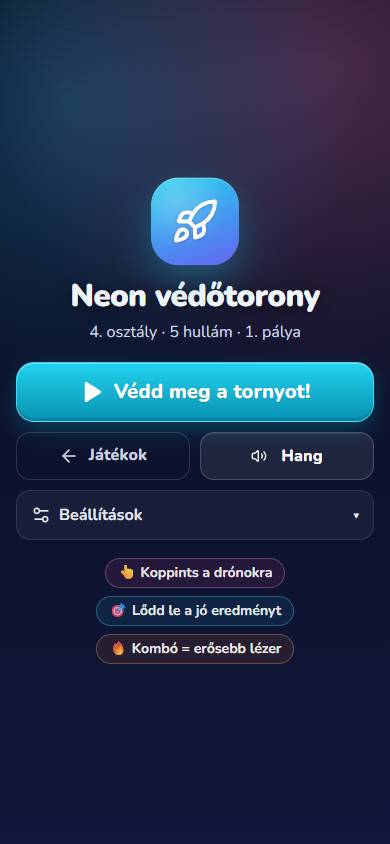 Neon védőtorony
4. osztály · 5 hullám · 1. pálya
Védd meg a tornyot!
Játékok
Hang
Beállítások
Koppints a drónokra
Lődd le a jó eredményt
Kombó = erősebb lézer